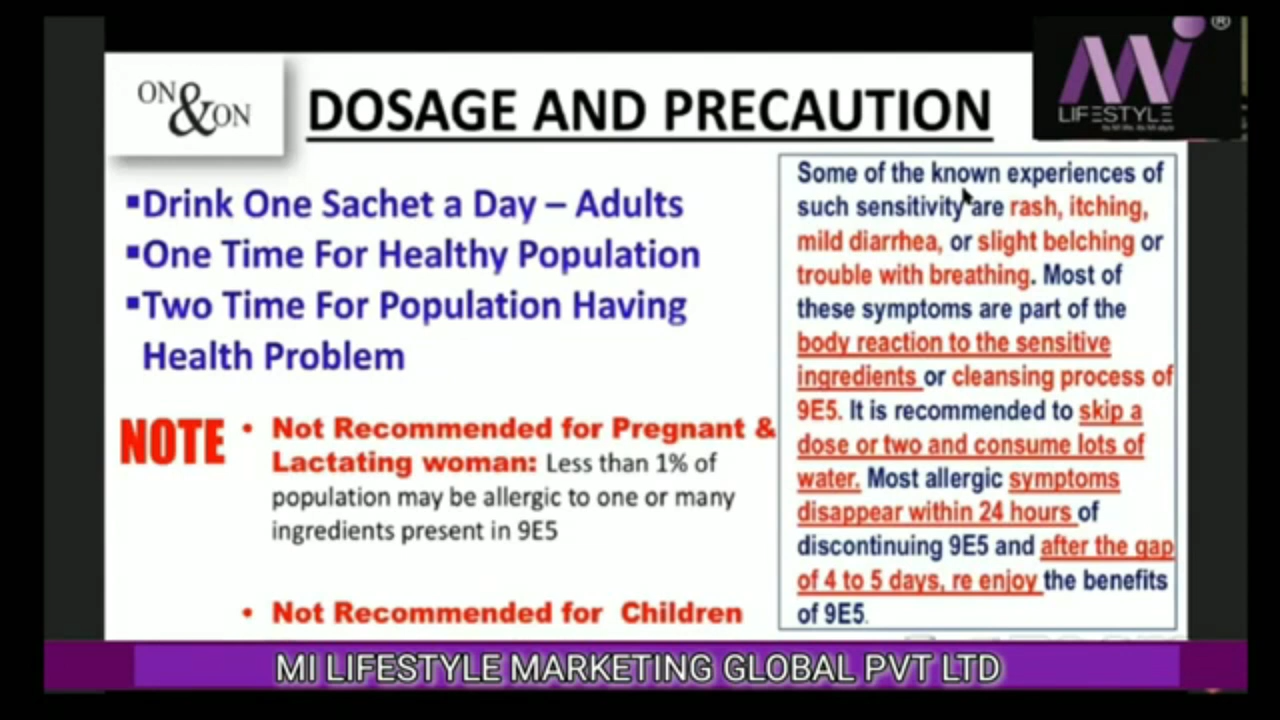 ON&ON
DOSAGE AND PRECAUTION
Mi®
LIFESTYLE
▪Drink One Sachet a Day – Adults
▪One Time For Healthy Population
▪Two Time For Population Having
Health Problem
NOTE
• Not Recommended for Pregnant &
Lactating woman: Less than 1% of
population may be allergic to one or many
ingredients present in 9E5
• Not Recommended for Children
Some of the known experiences of
such sensitivity are rash, itching,
mild diarrhea, or slight belching or
trouble with breathing. Most of
these symptoms are part of the
body reaction to the sensitive
ingredients or cleansing process of
9E5. It is recommended to skip a
dose or two and consume lots of
water. Most allergic symptoms
disappear within 24 hours of
discontinuing 9E5 and after the gap
of 4 to 5 days, re enjoy the benefits
of 9E5.
MI LIFESTYLE MARKETING GLOBAL PVT LTD